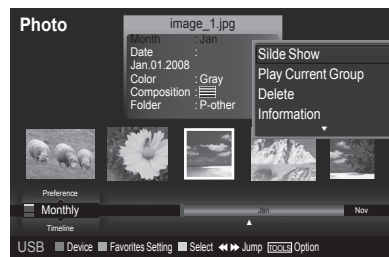 Photo
image_1.jpg
Month : Jan
Date :
Jan.01.2008
Color : Gray
Composition :
Folder : P-other
Silde Show
Play Current Group
Delete
Information
Preference
Monthly
Timeline
Jan
Nov
USB Device Favorites Setting Select Jump TOOLS Option